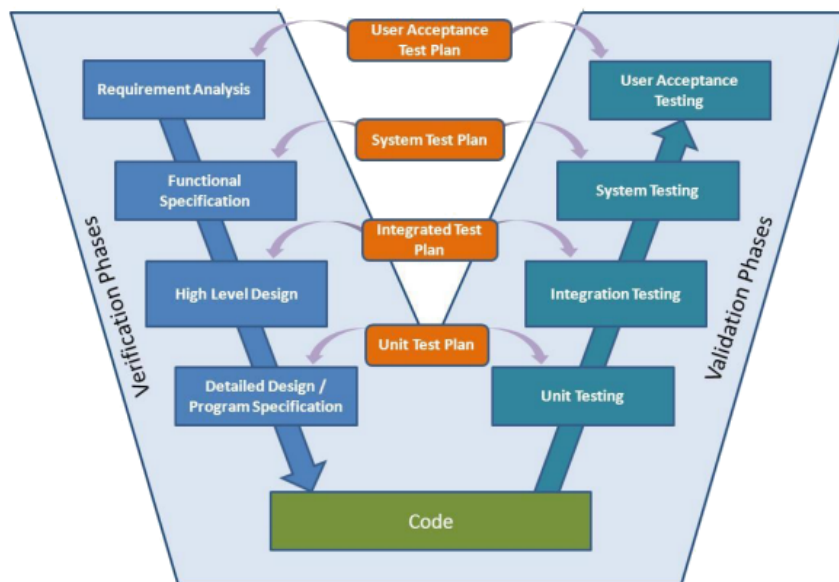 User Acceptance
Test Plan
Requirement Analysis
User Acceptance
Testing
System Test Plan
Functional
Specification
System Testing
Integrated Test
Plan
High Level Design
Integration Testing
Unit Test Plan
Detailed Design /
Program Specification
Unit Testing
Code
Verification Phases
Validation Phases